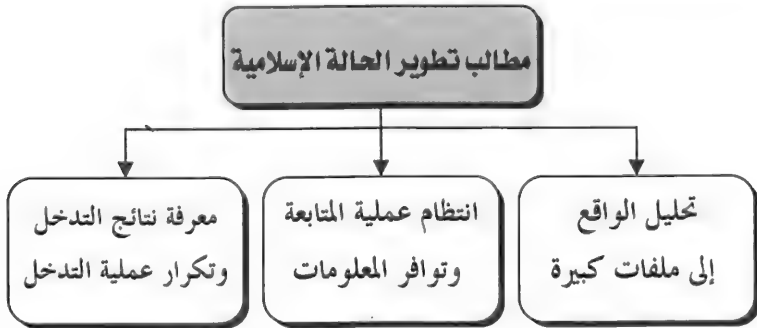 مطالب تطوير الحالة الإسلامية
تحليل الواقع
إلى ملفات كبيرة
انتظام عملية المتابعة
وتوافر المعلومات
معرفة نتائج التدخل
وتكرار عملية التدخل